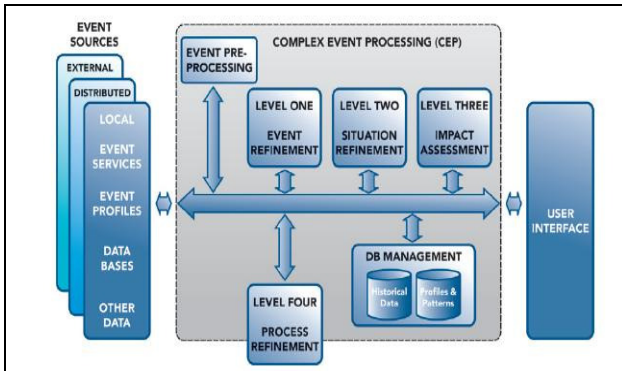 EVENT
SOURCES
EXTERNAL
DISTRIBUTED
LOCAL
EVENT
SERVICES
EVENT
PROFILES
DATA
BASES
OTHER
DATA
COMPLEX EVENT PROCESSING (CEP)
EVENT PRE-
PROCESSING
LEVEL ONE
EVENT
REFINEMENT
LEVEL TWO
SITUATION
REFINEMENT
LEVEL THREE
IMPACT
ASSESSMENT
LEVEL FOUR
PROCESS
REFINEMENT
DB MANAGEMENT
Historical
Data
Profiles &
Patterns
USER
INTERFACE